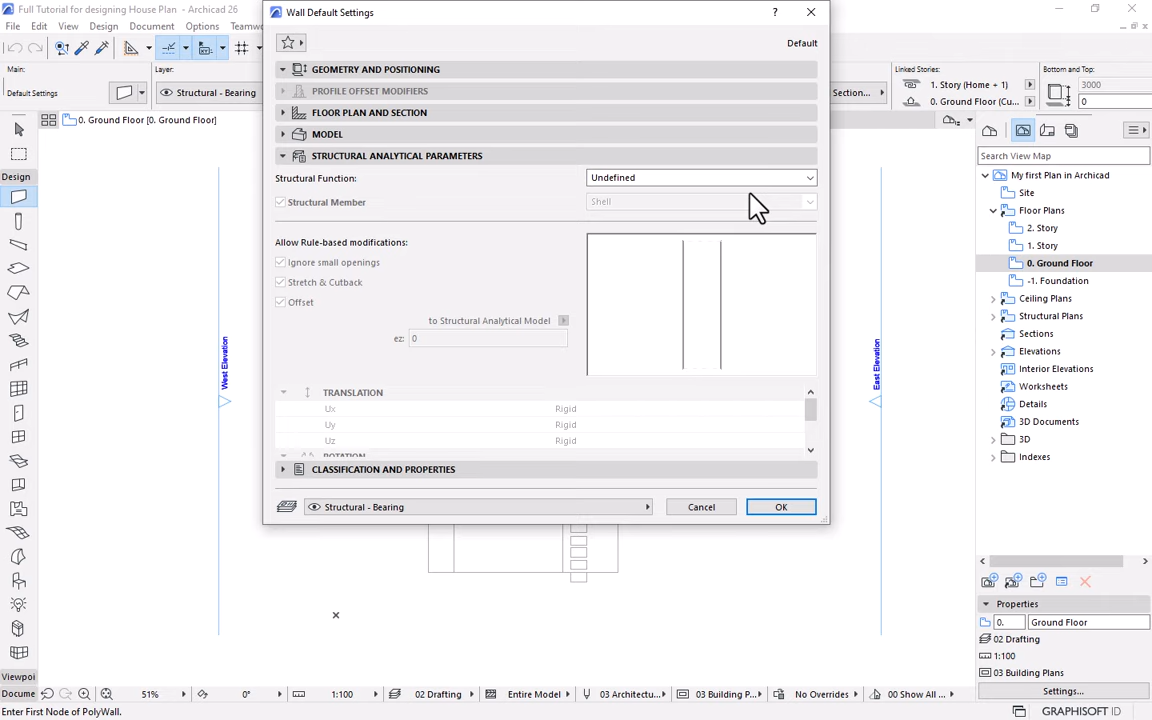 Full Tutorial for designing House Plan - Archicad 26
File Edit View Design Document Options Teamw
Main:
Layer:
Default Settings
Structural - Bearing
0. Ground Floor [0. Ground Floor]
Design
Viewpoi
Docume
Wall Default Settings
?
Default
GEOMETRY AND POSITIONING
PROFILE OFFSET MODIFIERS
FLOOR PLAN AND SECTION
MODEL
STRUCTURAL ANALYTICAL PARAMETERS
Structural Function:
Undefined
Structural Member
Shell
Allow Rule-based modifications:
Ignore small openings
Stretch & Cutback
Offset
to Structural Analytical Model
ez: 0
TRANSLATION
Ux Rigid
Uy Rigid
Uz Rigid
ROTATION
CLASSIFICATION AND PROPERTIES
Structural - Bearing
Cancel
OK
West Elevation
East Elevation
Section...
Linked Stories:
1. Story (Home + 1)
0. Ground Floor (Cu...
Bottom and Top:
3000
0
Search View Map
My first Plan in Archicad
Site
Floor Plans
2. Story
1. Story
0. Ground Floor
-1. Foundation
Ceiling Plans
Structural Plans
Sections
Elevations
Interior Elevations
Worksheets
Details
3D Documents
3D
Indexes
Properties
0. Ground Floor
02 Drafting
1:100
03 Building Plans
Settings...
51%
0°
1:100
02 Drafting
Entire Model
03 Architectu...
03 Building P...
No Overrides
00 Show All ...
Enter First Node of PolyWall.
GRAPHISOFT ID